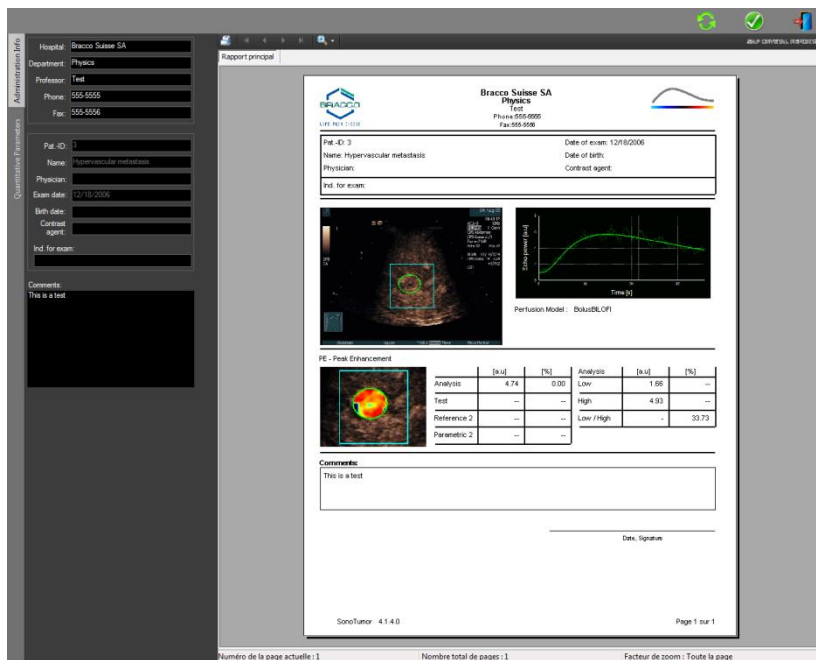 Administration Info
Quantitative Parameters
Hospital: Bracco Suisse SA
Department: Physics
Professor: Test
Phone: 555-5555
Fax: 555-5556
Pat.-ID: 3
Name: Hypervascular metastasis
Physician:
Exam date: 12/18/2006
Birth date:
Contrast
agent:
Ind. for exam:
Comments:
This is a test
Rapport principal
BRACCO
LIFE FROM INSIDE
Bracco Suisse SA
Physics
Test
Phone:555-5555
Fax:555-5556
Pat.-ID: 3 Date of exam: 12/18/2006
Name: Hypervascular metastasis Date of birth:
Physician: Contrast agent:
Ind. for exam:
Echo-power [a.u]
Time [s]
Perfusion Model : BolusBILOFI
PE - Peak Enhancement
[a.u] [%] Analysis [a.u] [%]
Analysis 4.74 0.00 Low 1.66 --
Test -- -- High 4.93 --
Reference 2 -- -- Low / High - 33.73
Parametric 2 -- --
Comments:
This is a test
Date, Signature
SonoTumor 4.1.4.0 Page 1 sur 1
Numéro de la page actuelle : 1 Nombre total de pages : 1 Facteur de zoom : Toute la page